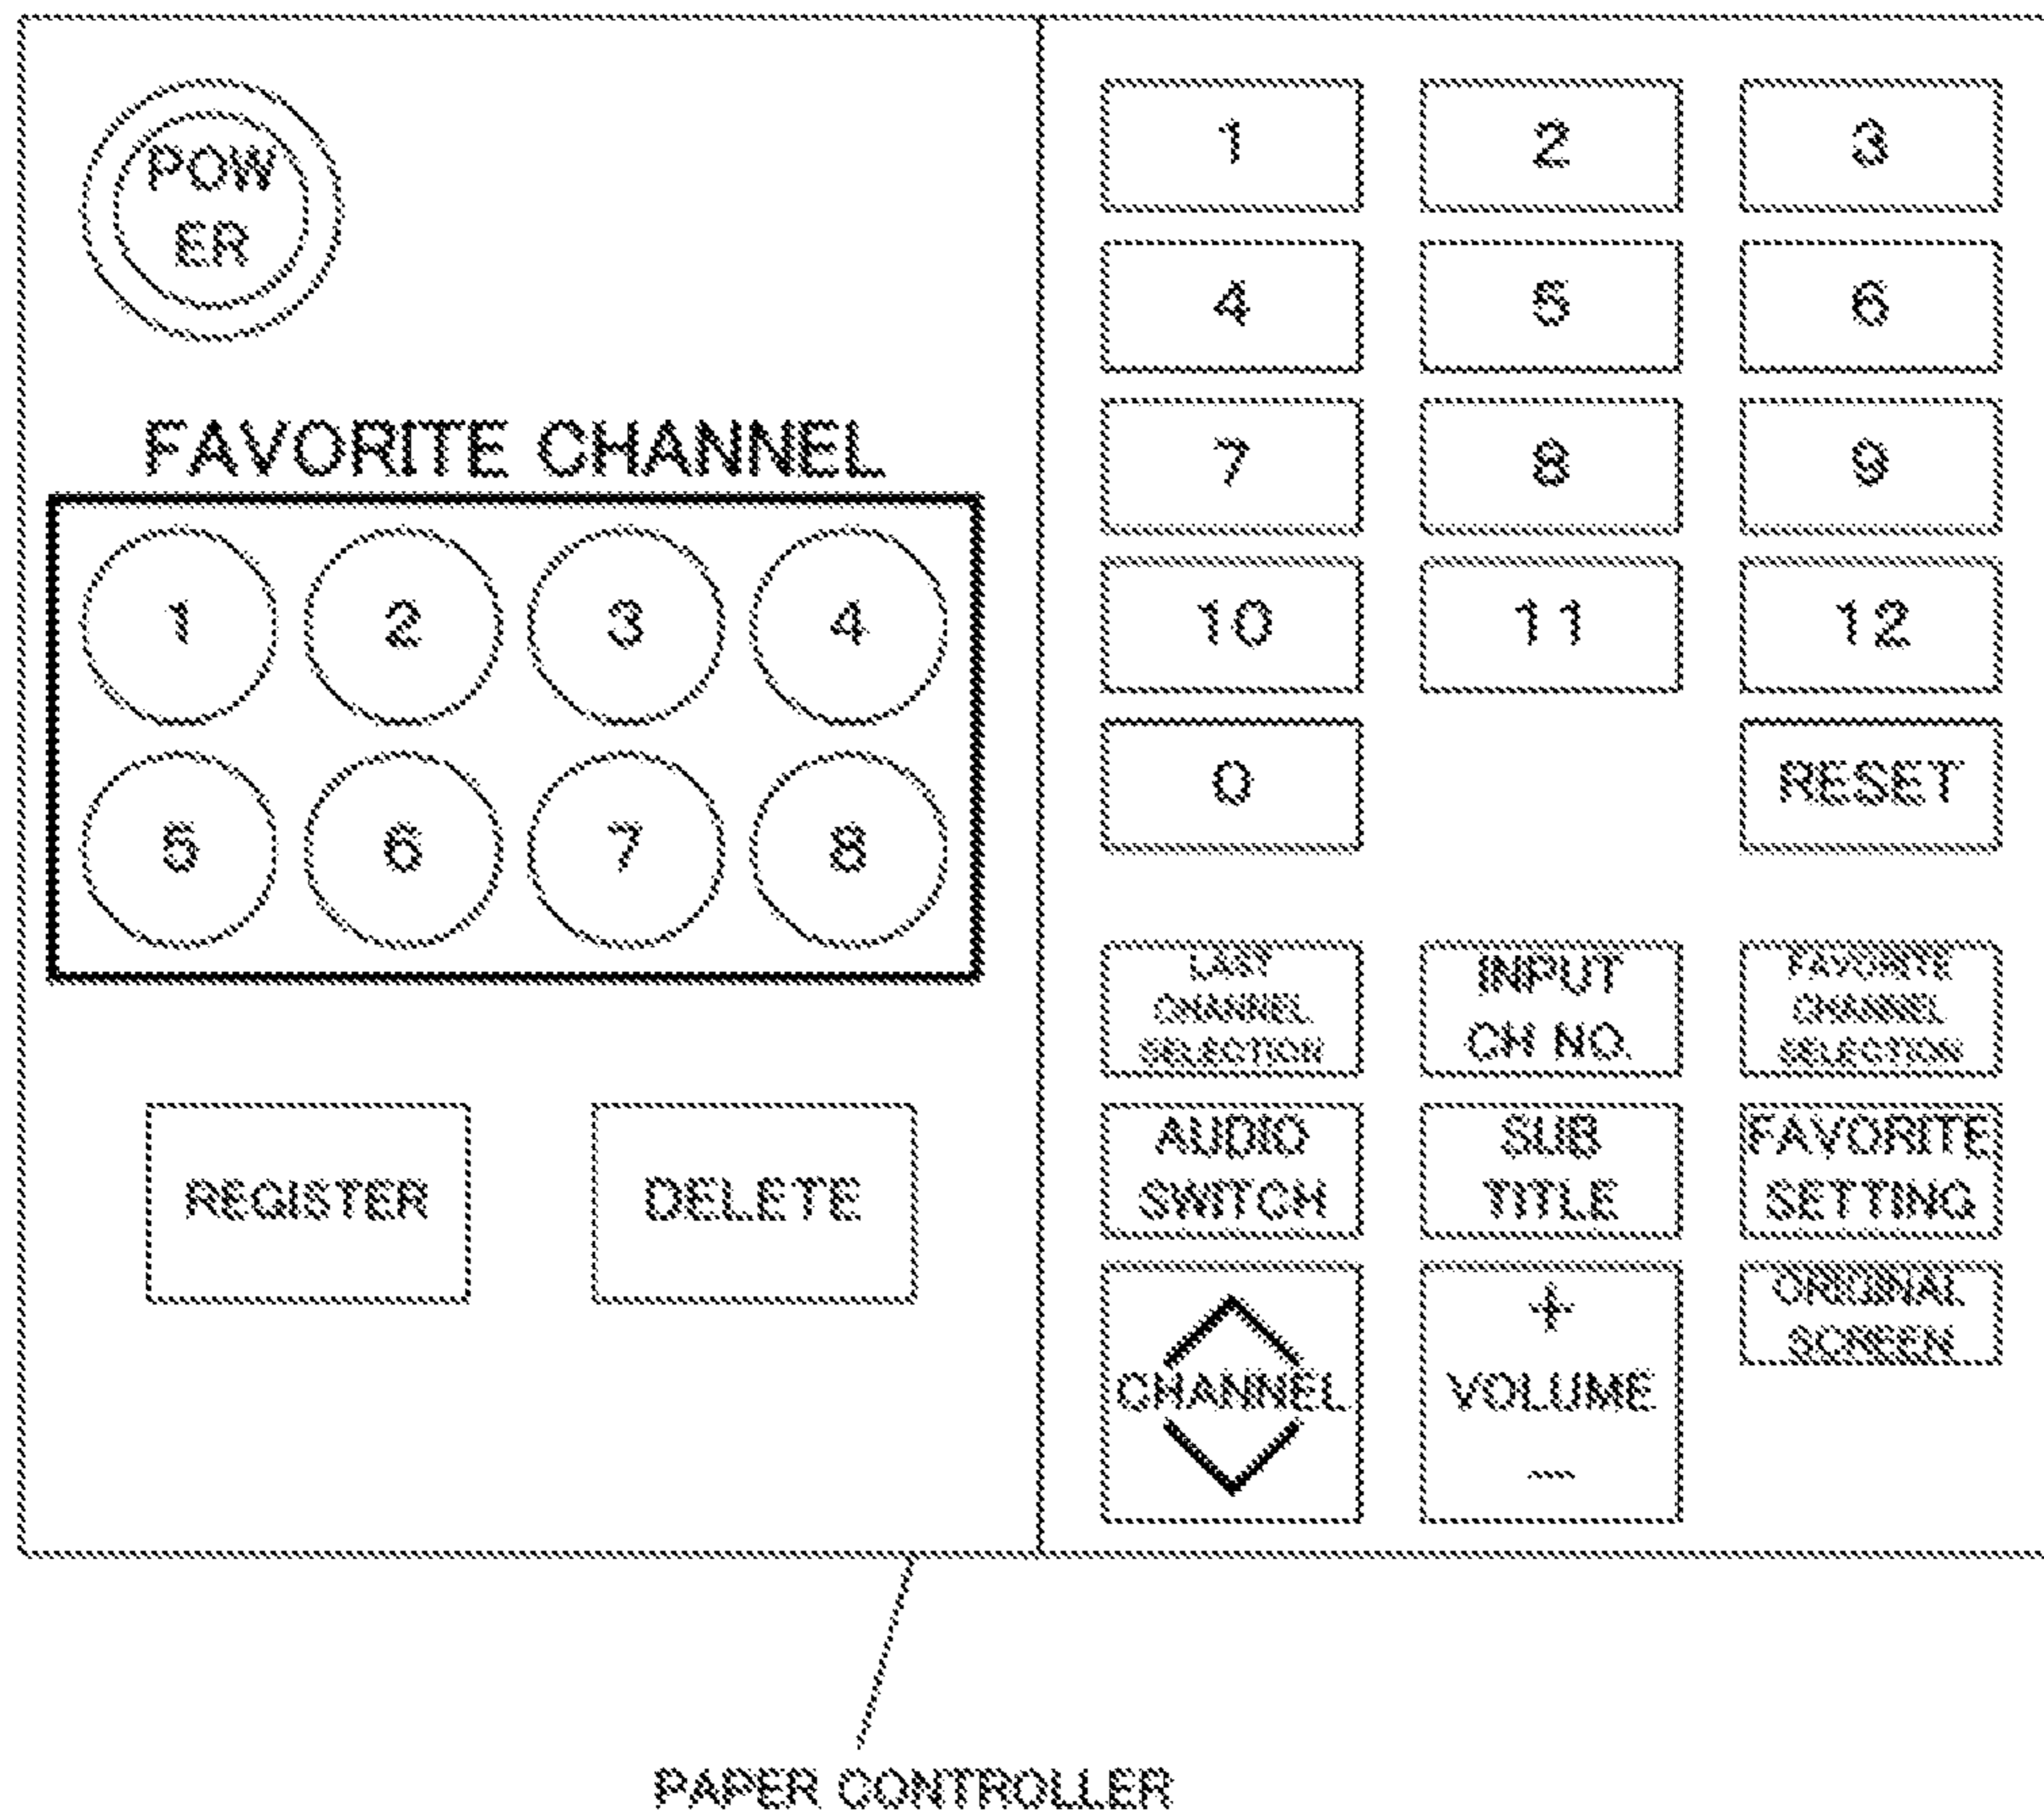 POW
ER
FAVORITE CHANNEL
1 2 3 4
5 6 7 8
REGISTER DELETE
1 2 3
4 5 6
7 8 9
10 11 12
0 RESET
LAST
CHANNEL
SELECTION
INPUT
CH NO.
FAVORITE
CHANNEL
SELECTION
AUDIO
SWITCH
SUB
TITLE
FAVORITE
SETTING
CHANNEL
+
VOLUME
-
ORIGINAL
SCREEN
PAPER CONTROLLER